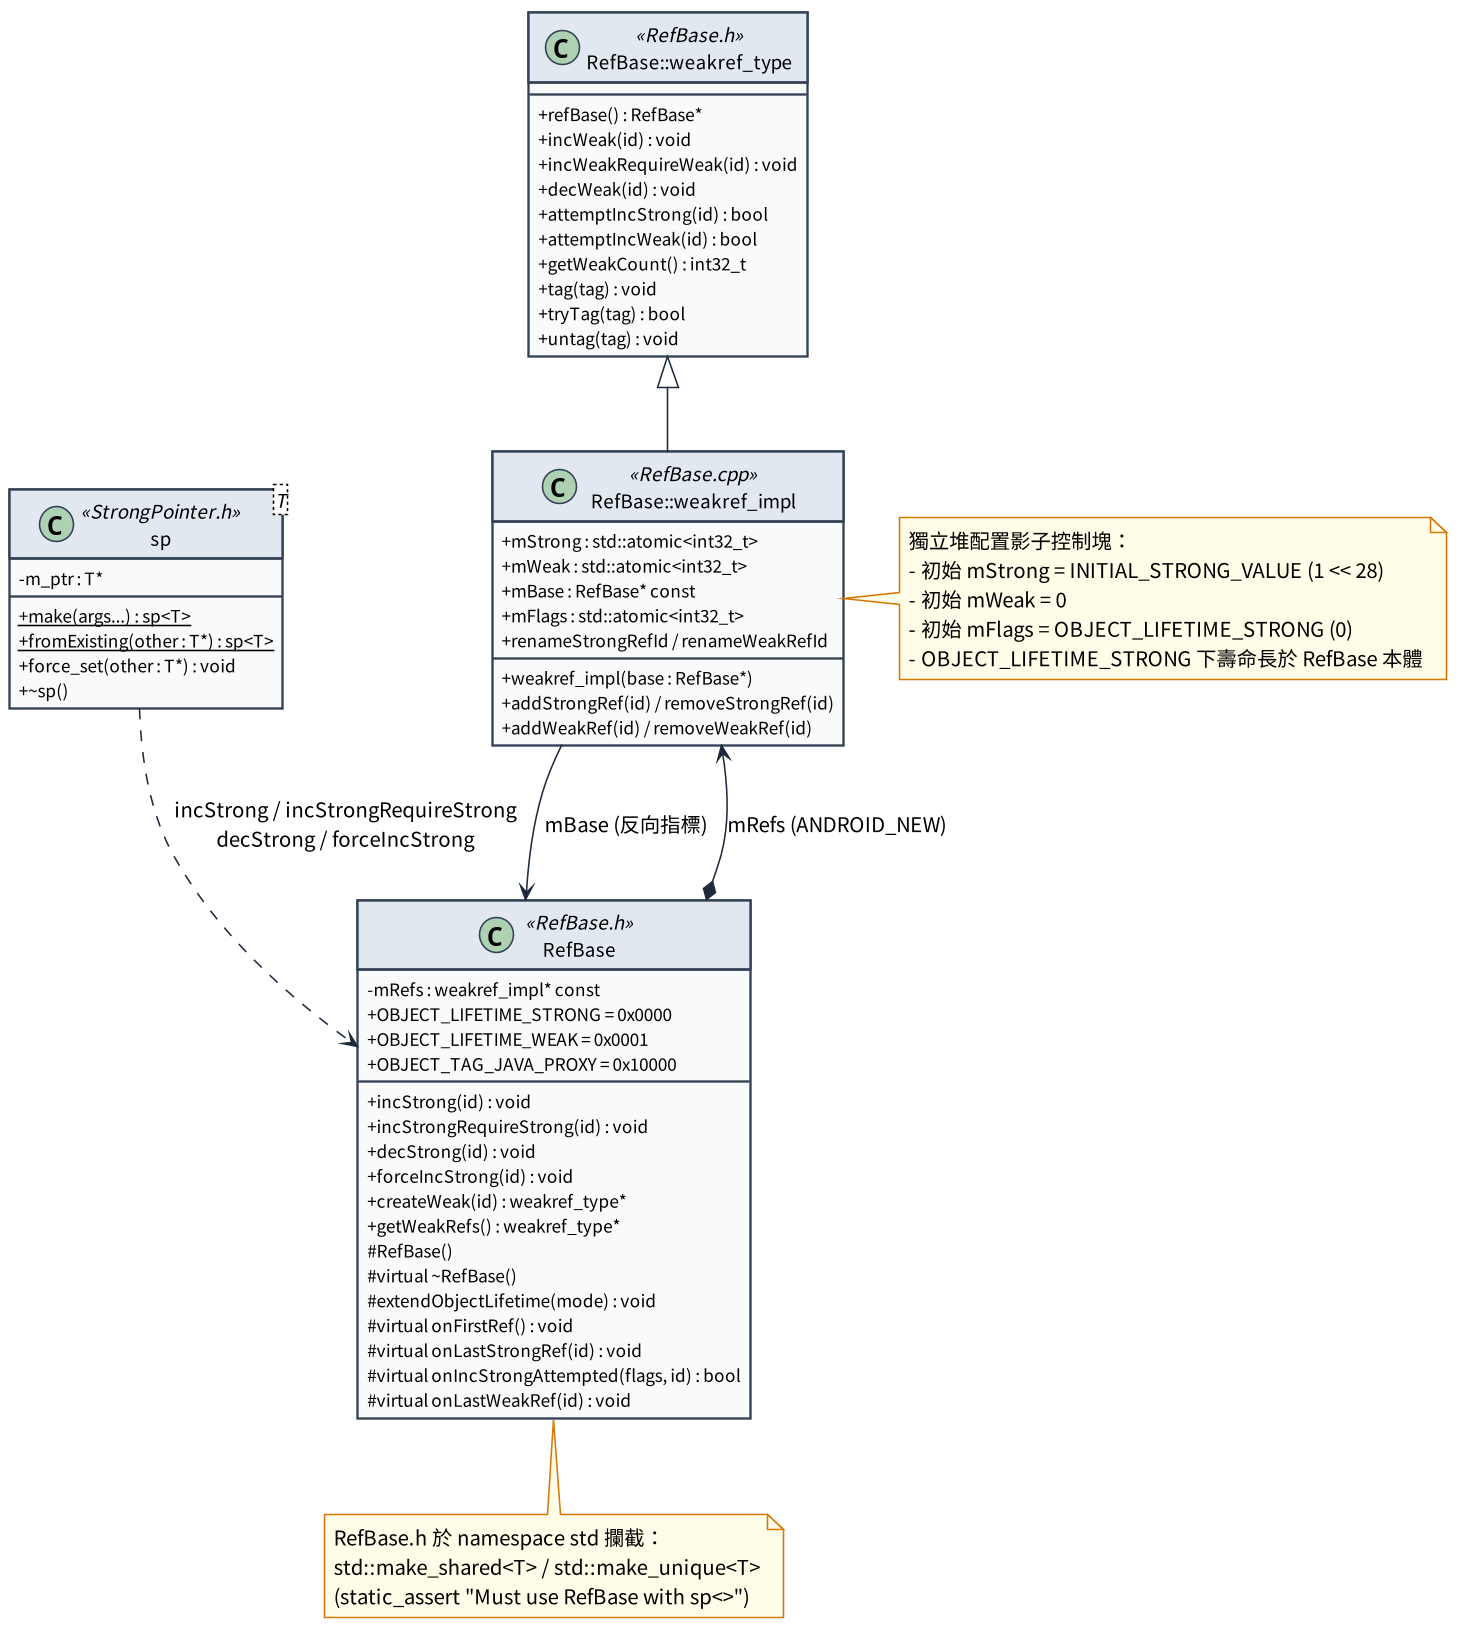 C
«RefBase.h»
RefBase::weakref_type
+refBase() : RefBase*
+incWeak(id) : void
+incWeakRequireWeak(id) : void
+decWeak(id) : void
+attemptIncStrong(id) : bool
+attemptIncWeak(id) : bool
+getWeakCount() : int32_t
+tag(tag) : void
+tryTag(tag) : bool
+untag(tag) : void
C
«StrongPointer.h»
sp
T
-m_ptr : T*
+make(args...) : sp<T>
+fromExisting(other : T*) : sp<T>
+force_set(other : T*) : void
+~sp()
C
«RefBase.cpp»
RefBase::weakref_impl
+mStrong : std::atomic<int32_t>
+mWeak : std::atomic<int32_t>
+mBase : RefBase* const
+mFlags : std::atomic<int32_t>
+renameStrongRefId / renameWeakRefId
+weakref_impl(base : RefBase*)
+addStrongRef(id) / removeStrongRef(id)
+addWeakRef(id) / removeWeakRef(id)
獨立堆配置影子控制塊：
- 初始 mStrong = INITIAL_STRONG_VALUE (1 << 28)
- 初始 mWeak = 0
- 初始 mFlags = OBJECT_LIFETIME_STRONG (0)
- OBJECT_LIFETIME_STRONG 下壽命長於 RefBase 本體
incStrong / incStrongRequireStrong
decStrong / forceIncStrong
mBase (反向指標)
mRefs (ANDROID_NEW)
C
«RefBase.h»
RefBase
-mRefs : weakref_impl* const
+OBJECT_LIFETIME_STRONG = 0x0000
+OBJECT_LIFETIME_WEAK = 0x0001
+OBJECT_TAG_JAVA_PROXY = 0x10000
+incStrong(id) : void
+incStrongRequireStrong(id) : void
+decStrong(id) : void
+forceIncStrong(id) : void
+createWeak(id) : weakref_type*
+getWeakRefs() : weakref_type*
#RefBase()
#virtual ~RefBase()
#extendObjectLifetime(mode) : void
#virtual onFirstRef() : void
#virtual onLastStrongRef(id) : void
#virtual onIncStrongAttempted(flags, id) : bool
#virtual onLastWeakRef(id) : void
RefBase.h 於 namespace std 攔截：
std::make_shared<T> / std::make_unique<T>
(static_assert "Must use RefBase with sp<>")